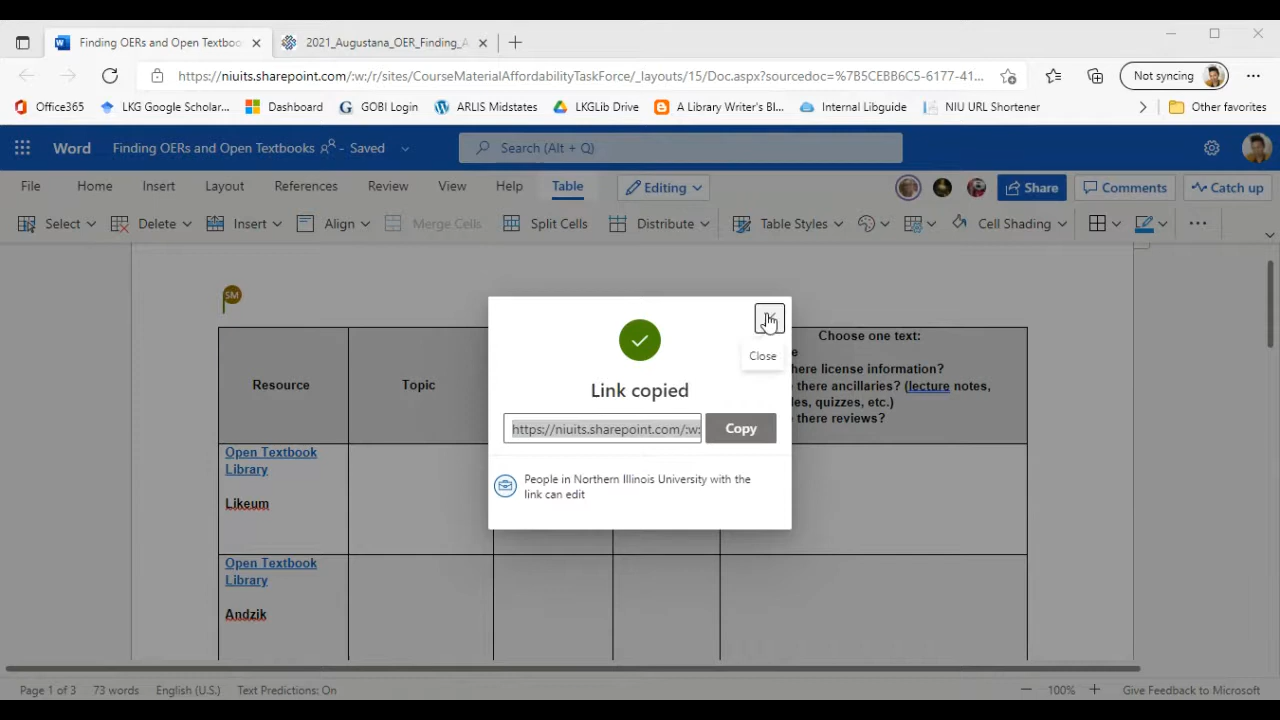 Finding OERs and Open Textboo
2021_Augustana_OER_Finding_A
https://niuits.sharepoint.com/:w:/r/sites/CourseMaterialAffordabilityTaskForce/_layouts/15/Doc.aspx?sourcedoc=%7B5CEBB6C5-6177-41...
Not syncing
Office365
LKG Google Scholar...
Dashboard
GOBI Login
ARLIS Midstates
LKGLib Drive
A Library Writer's Bl...
Internal Libguide
NIU URL Shortener
Other favorites
Word
Finding OERs and Open Textbooks - Saved
Search (Alt + Q)
File
Home
Insert
Layout
References
Review
View
Help
Table
Editing
Share
Comments
Catch up
Select
Delete
Insert
Align
Merge Cells
Split Cells
Distribute
Table Styles
Cell Shading
SM
Resource
Topic
Choose one text:
here license information?
there ancillaries? (lecture notes,
les, quizzes, etc.)
there reviews?
Close
Link copied
https://niuits.sharepoint.com/:w:
Copy
People in Northern Illinois University with the
link can edit
Open Textbook
Library
Likeum
Open Textbook
Library
Andzik
Page 1 of 3
73 words
English (U.S.)
Text Predictions: On
100%
Give Feedback to Microsoft